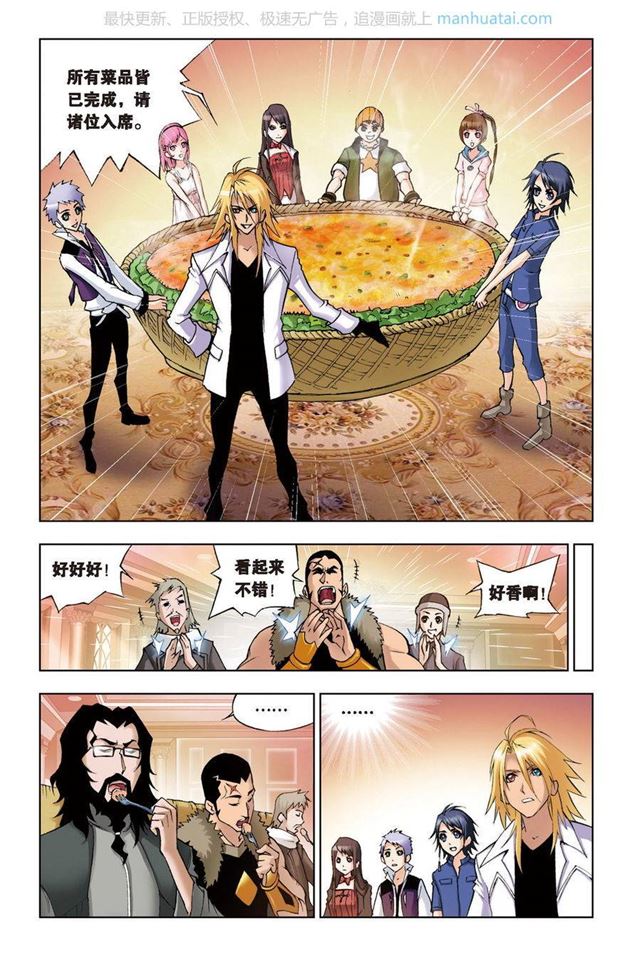 最快更新、正版授权、极速无广告，追漫画就上 manhuatai.com
所有菜品皆
已完成，请
诸位入席。
好好好！
看起来
不错！
好香啊！
……
……